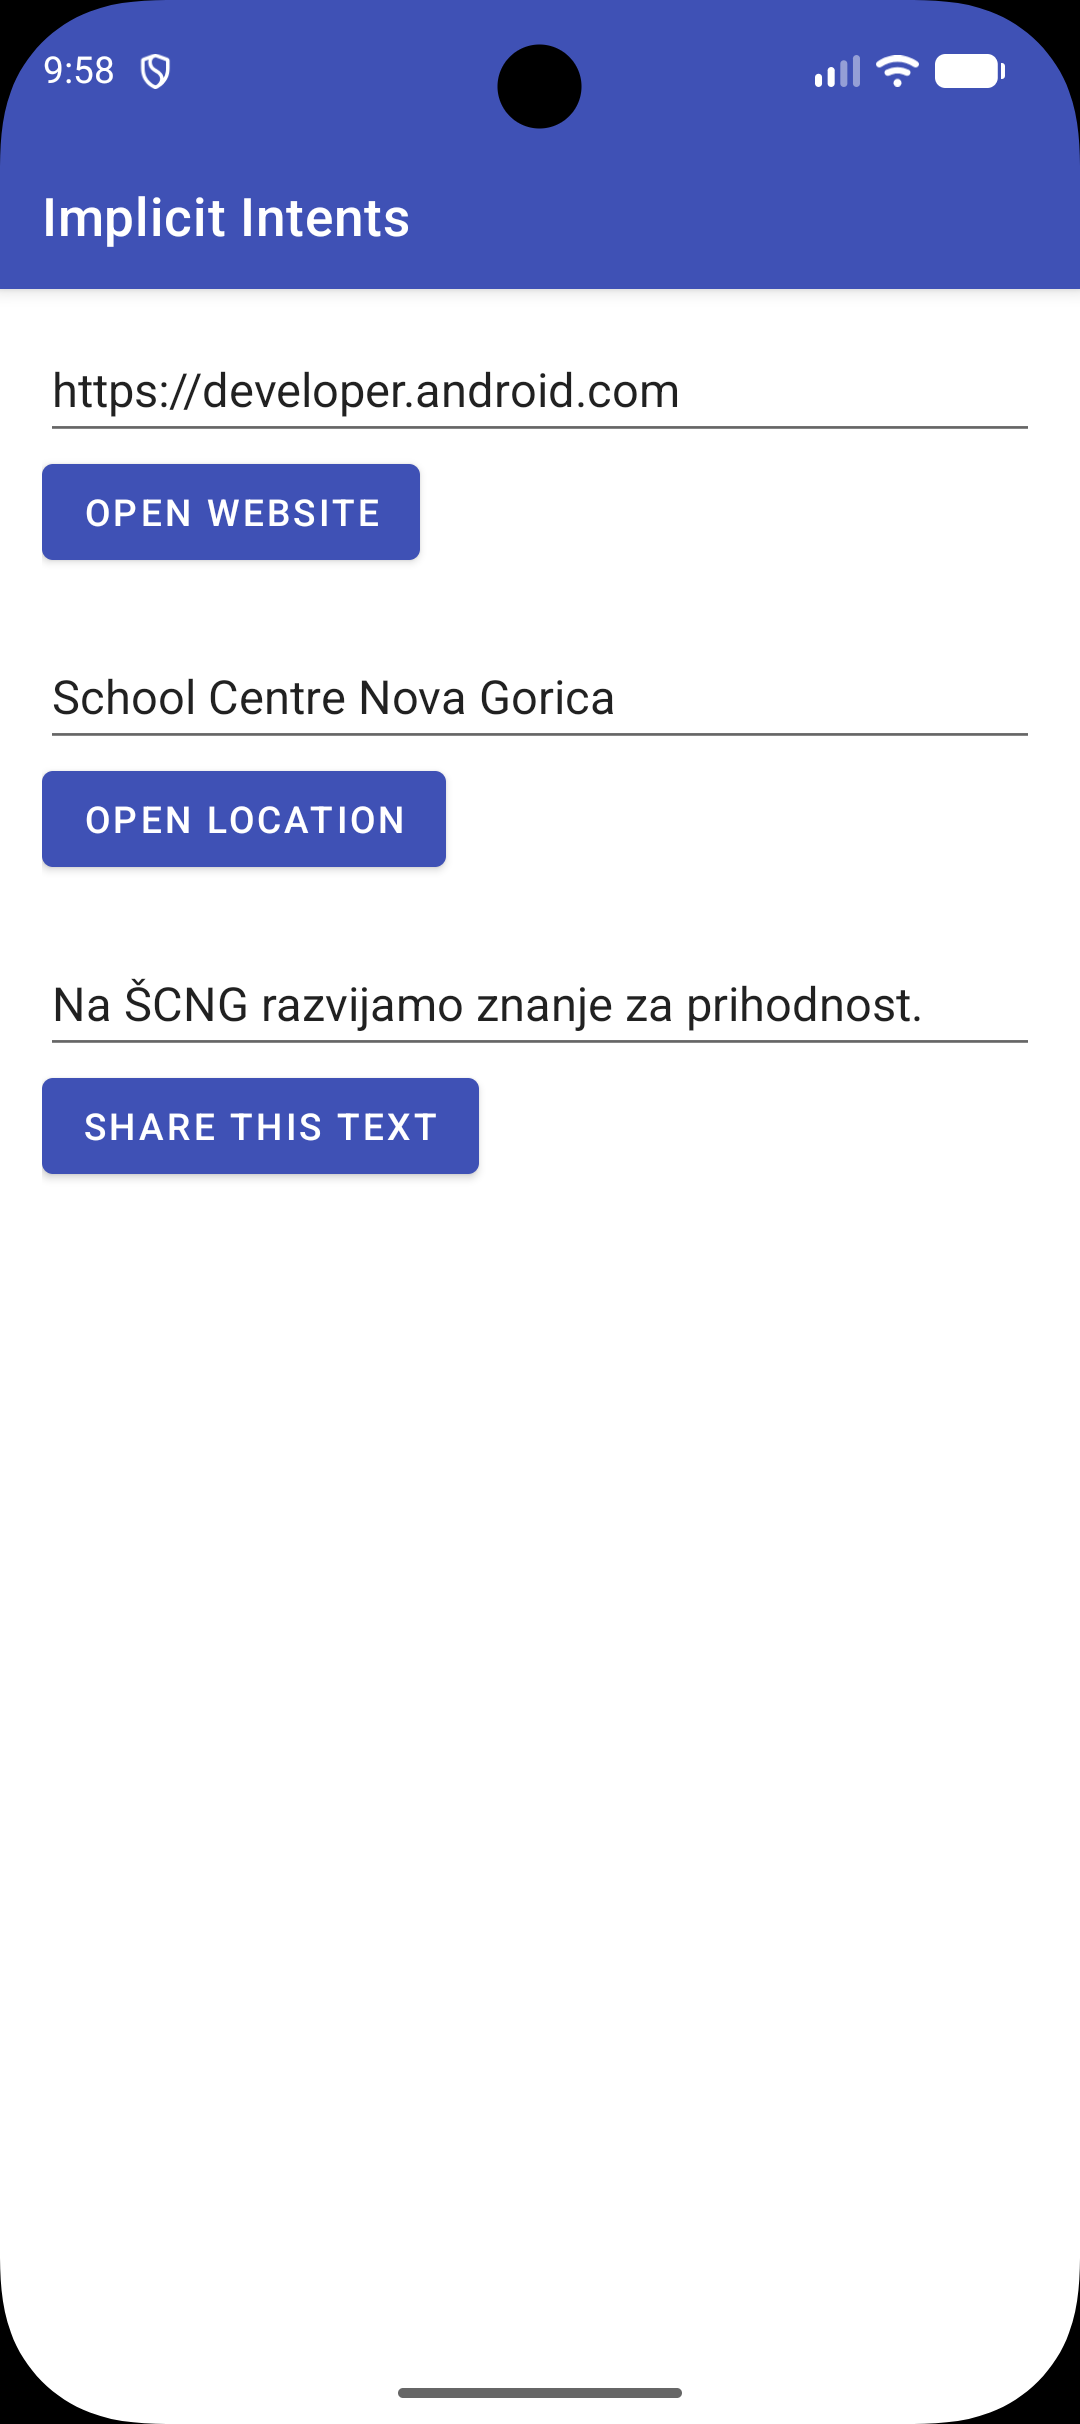 9:58
Implicit Intents
https://developer.android.com
OPEN WEBSITE
School Centre Nova Gorica
OPEN LOCATION
Na ŠCNG razvijamo znanje za prihodnost.
SHARE THIS TEXT